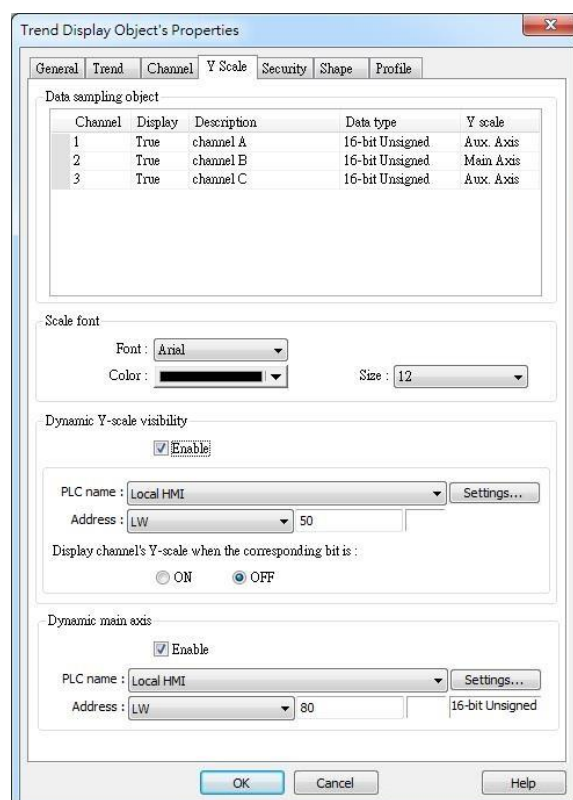 Trend Display Object's Properties
General Trend Channel Y Scale Security Shape Profile
Data sampling object
Channel Display Description Data type Y scale
1 True channel A 16-bit Unsigned Aux. Axis
2 True channel B 16-bit Unsigned Main Axis
3 True channel C 16-bit Unsigned Aux. Axis
Scale font
Font : Arial
Color : Size : 12
Dynamic Y-scale visibility
Enable
PLC name : Local HMI Settings...
Address : LW 50
Display channel's Y-scale when the corresponding bit is :
ON OFF
Dynamic main axis
Enable
PLC name : Local HMI Settings...
Address : LW 80 16-bit Unsigned
OK Cancel Help